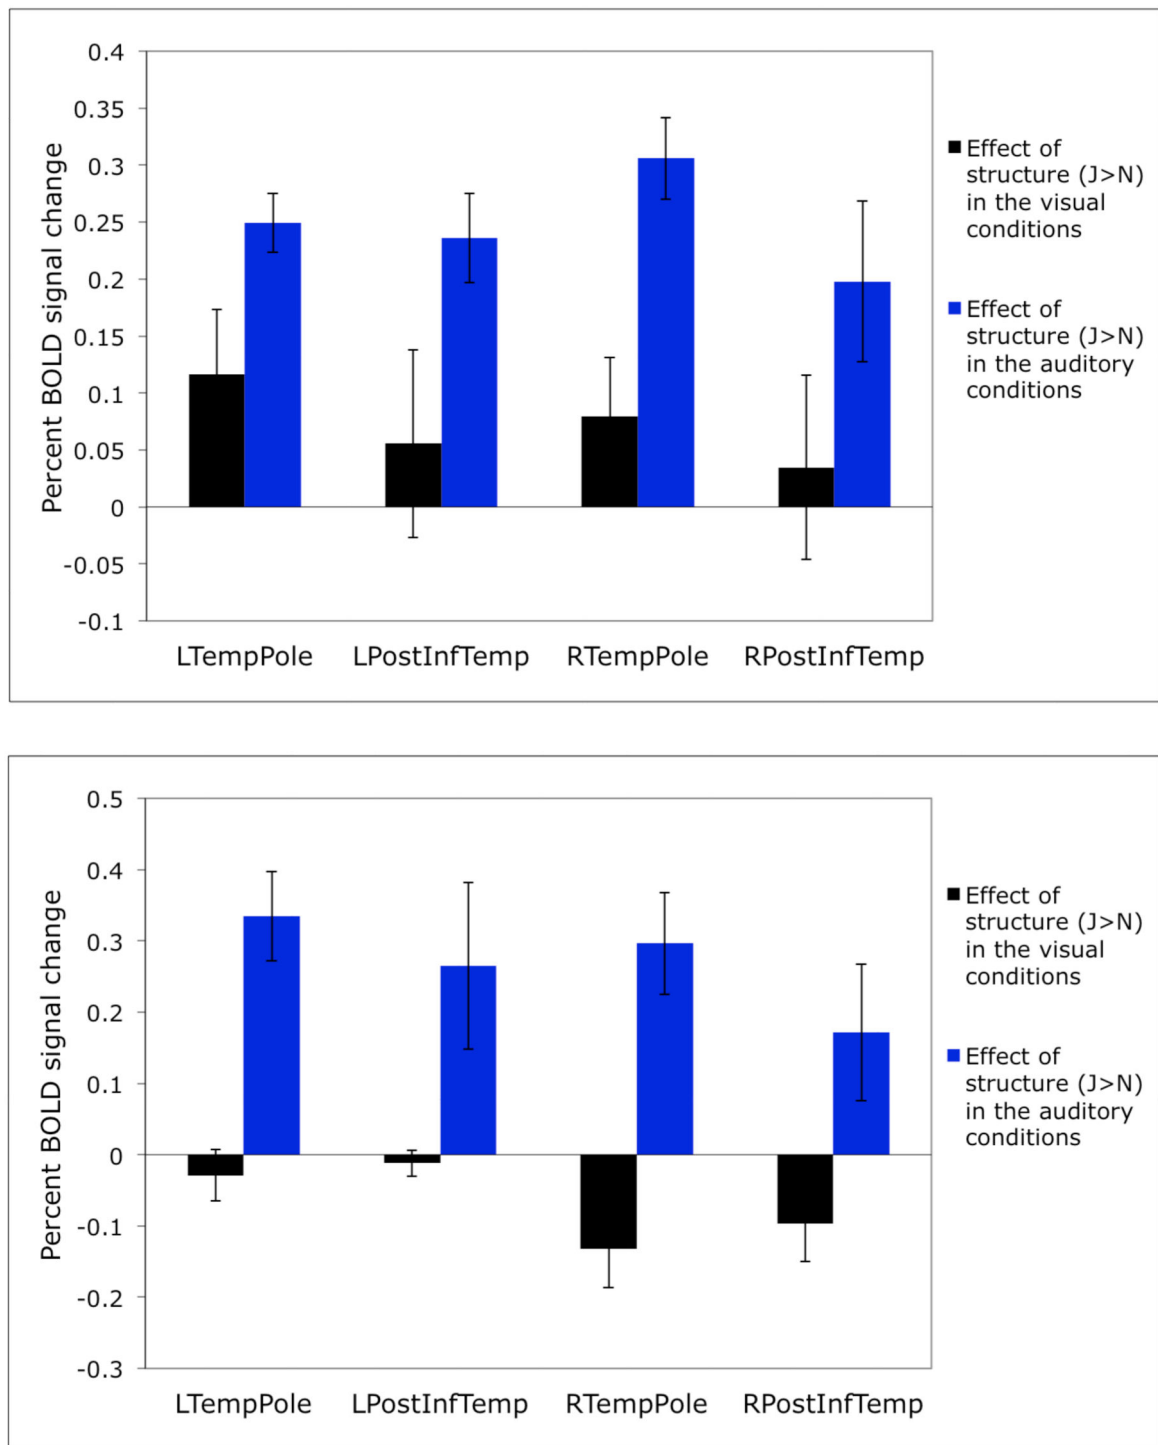 0.4
0.35
0.3
0.25
0.2
0.15
0.1
0.05
0
-0.05
-0.1
Percent BOLD signal change
LTempPole LPostInfTemp RTempPole RPostInfTemp
Effect of
structure (J>N)
in the visual
conditions
Effect of
structure (J>N)
in the auditory
conditions
0.5
0.4
0.3
0.2
0.1
0
-0.1
-0.2
-0.3
Percent BOLD signal change
LTempPole LPostInfTemp RTempPole RPostInfTemp
Effect of
structure (J>N)
in the visual
conditions
Effect of
structure (J>N)
in the auditory
conditions